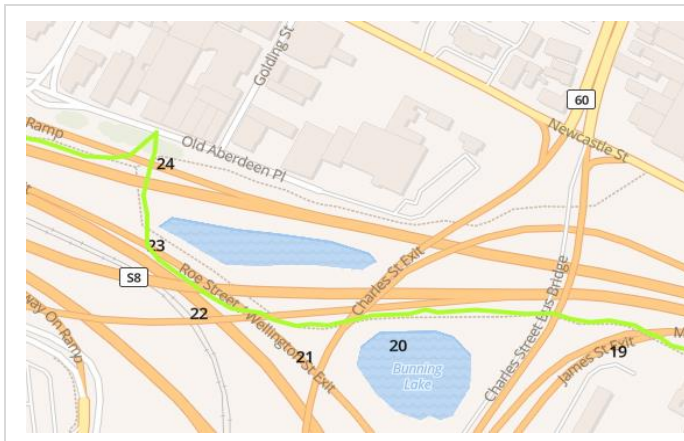 Golding St
60
Ramp
Old Aberdeen Pl
Newcastle St
24
23
S8
Roe Street / Wellington St Exit
Charles St Exit
Charles Street Bus Bridge
22
way On Ramp
21
20
Bunning
Lake
19
James St Exit
M